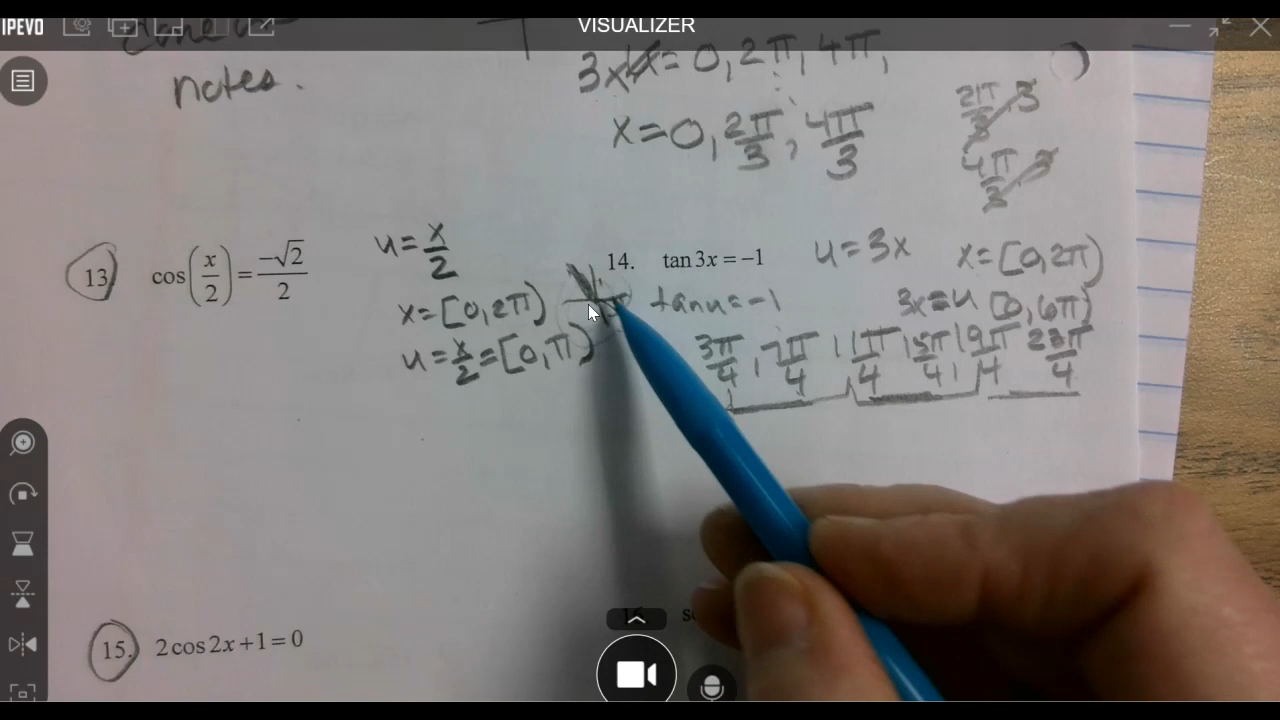 IPEVO
VISUALIZER
notes.
3x = 0, 2π, 4π,
x = 0, 2π/3, 4π/3
2π/3 · 3
4π/3 · 3
13) cos(x/2) = -√2/2
u = x/2
x = [0, 2π)
u = x/2 = [0, π)
14. tan 3x = -1
u = 3x
x = [0, 2π)
tan u = -1
3x = u [0, 6π)
3π/4, 7π/4, 11π/4, 15π/4, 19π/4, 23π/4
15. 2 cos 2x + 1 = 0